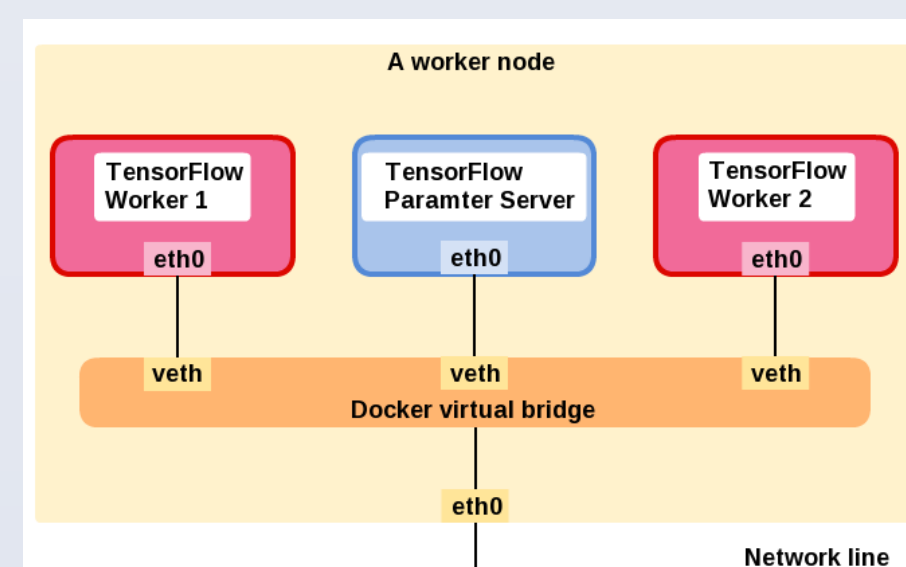 A worker node
TensorFlow
Worker 1
TensorFlow
Paramter Server
TensorFlow
Worker 2
eth0
eth0
eth0
veth
veth
veth
Docker virtual bridge
eth0
Network line